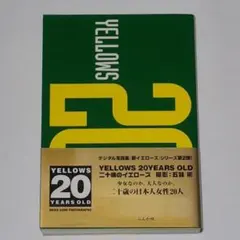 YELLOWS
20
デジタル写真集「新イエローズ」シリーズ第2弾!
YELLOWS
20
YEARS OLD
YELLOWS 20YEARS OLD
二十歳のイエローズ 撮影:五味 彬
少女なのか、大人なのか、
二十歳の日本人女性20人